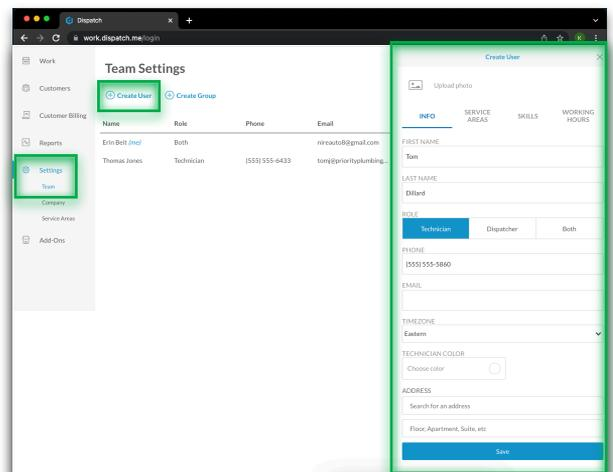 Dispatch
work.dispatch.me/login
K
Work
Customers
Customer Billing
Reports
Settings
Team
Company
Service Areas
Add-Ons
Team Settings
Create User Create Group
Name Role Phone Email
Erin Belt (me) Both nireauto8@gmail.com
Thomas Jones Technician (555) 555-6433 tomj@priorityplumbing...
Create User
Upload photo
INFO SERVICE AREAS SKILLS WORKING HOURS
FIRST NAME
Tom
LAST NAME
Dillard
ROLE
Technician Dispatcher Both
PHONE
(555) 555-5860
EMAIL
TIMEZONE
Eastern
TECHNICIAN COLOR
Choose color
ADDRESS
Search for an address
Floor, Apartment, Suite, etc
Save